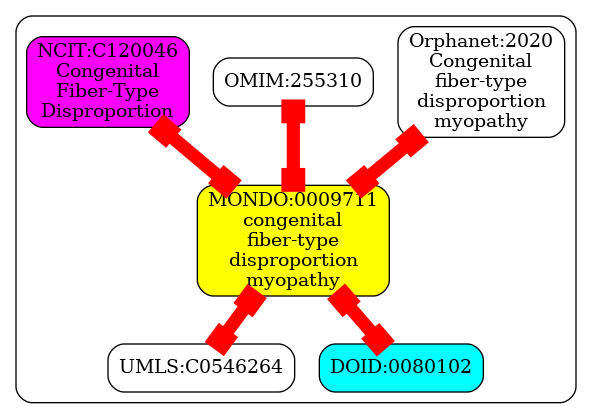 NCIT:C120046
Congenital
Fiber-Type
Disproportion
OMIM:255310
Orphanet:2020
Congenital
fiber-type
disproportion
myopathy
MONDO:0009711
congenital
fiber-type
disproportion
myopathy
UMLS:C0546264
DOID:0080102